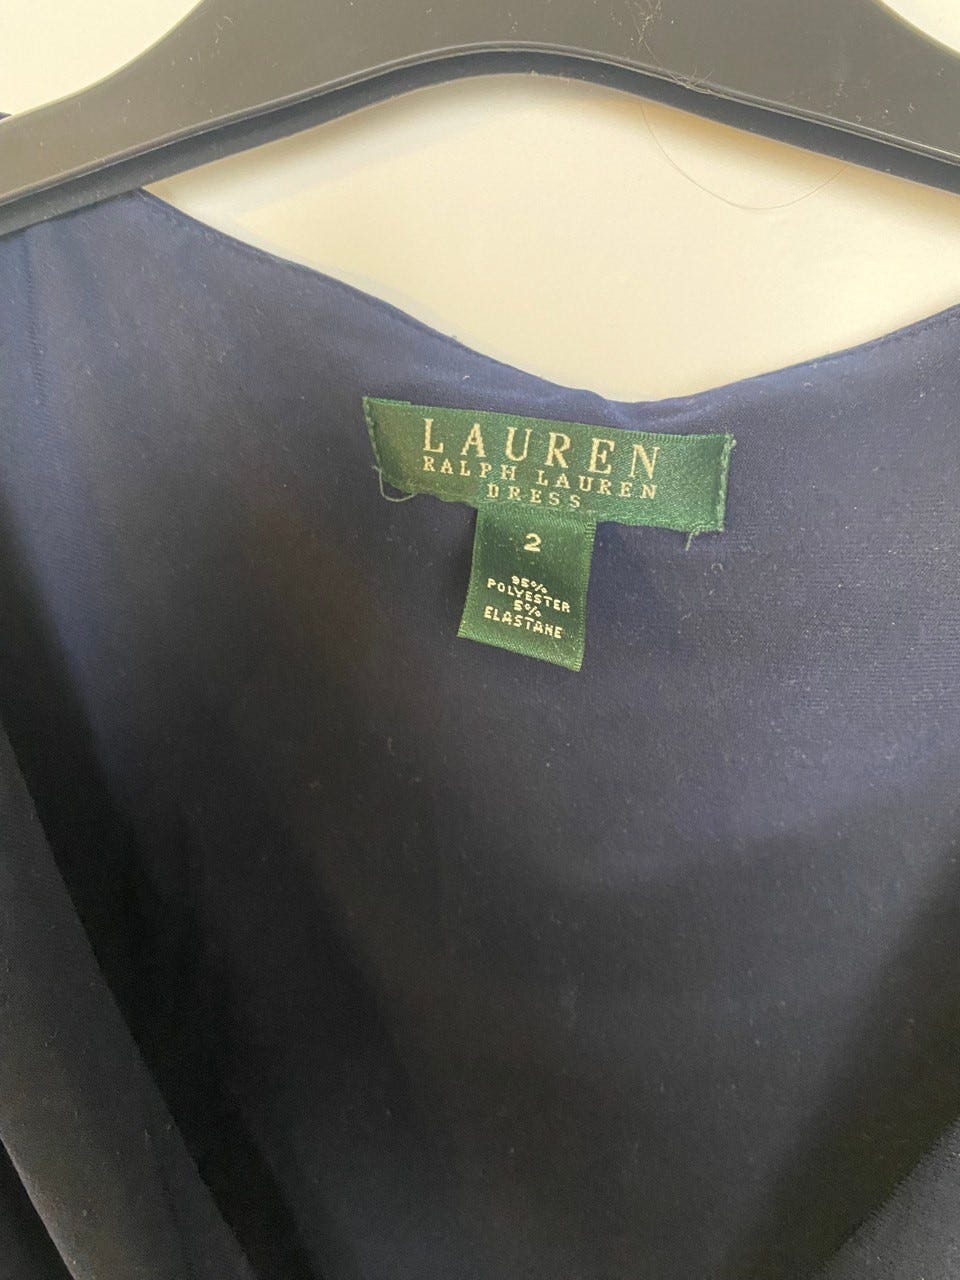 LAUREN
RALPH LAUREN
DRESS
2
95%
POLYESTER
5%
ELASTANE